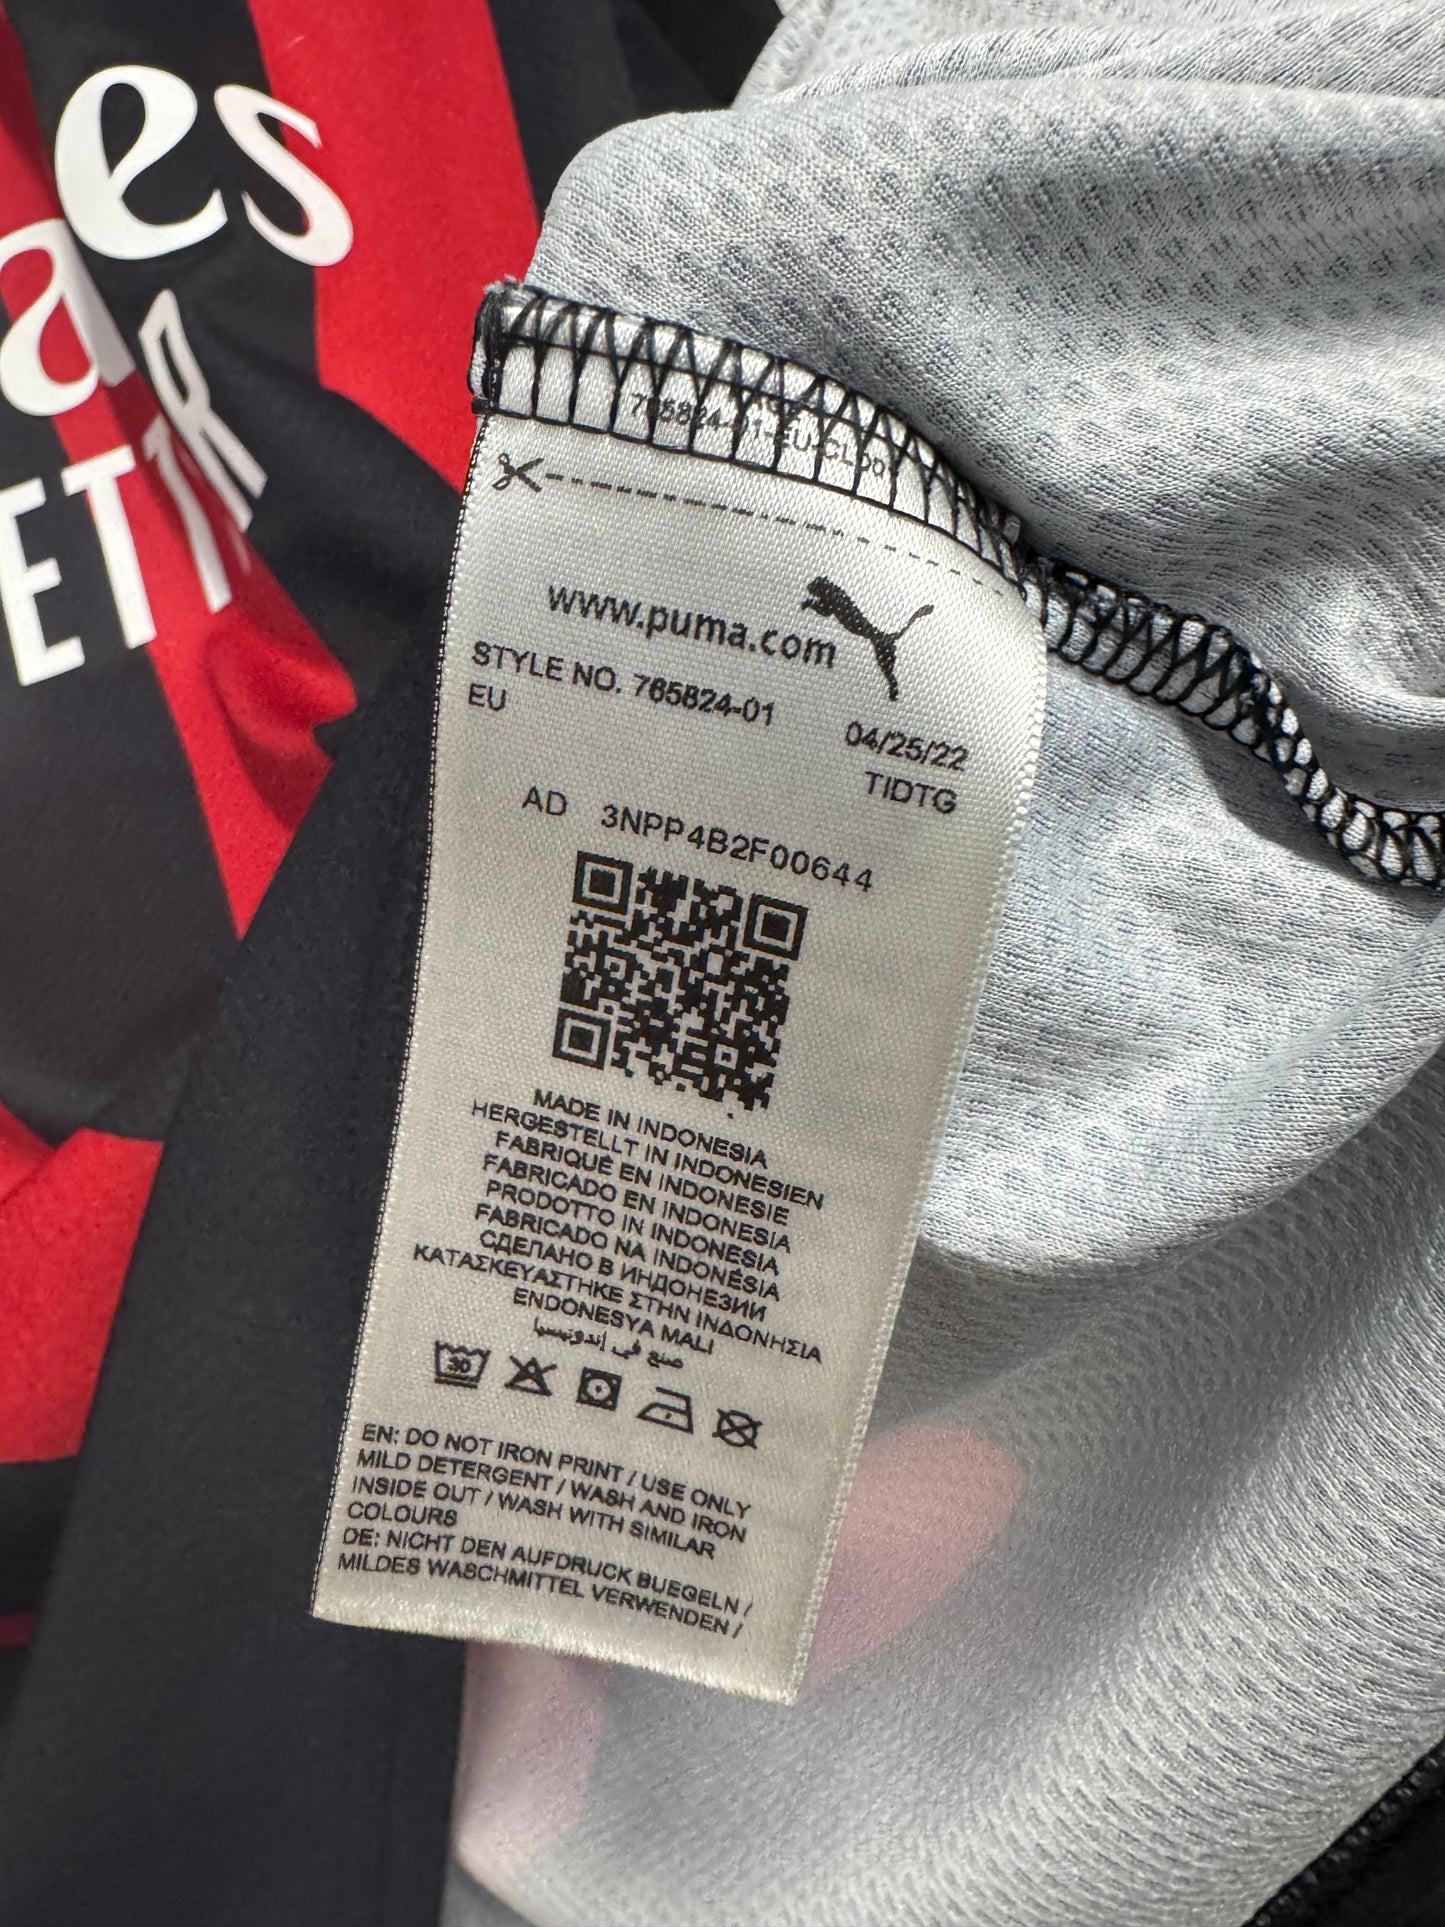 es
a
ETTER
765824-01-EU-CL
www.puma.com
STYLE NO. 765824-01
EU
04/25/22
TIDTG
AD 3NPP4B2F00644
MADE IN INDONESIA
HERGESTELLT IN INDONESIEN
FABRIQUÉ EN INDONESIE
FABRICADO EN INDONESIA
PRODOTTO IN INDONESIA
FABRICADO NA INDONÉSIA
СДЕЛАНО В ИНДОНЕЗИИ
ΚΑΤΑΣΚΕΥΑΣΤΗΚΕ ΣΤΗΝ ΙΝΔΟΝΗΣΙΑ
ENDONESYA MALI
صنع في إندونيسيا
30
EN: DO NOT IRON PRINT / USE ONLY
MILD DETERGENT / WASH AND IRON
INSIDE OUT / WASH WITH SIMILAR
COLOURS
DE: NICHT DEN AUFDRUCK BUEGELN /
MILDES WASCHMITTEL VERWENDEN /